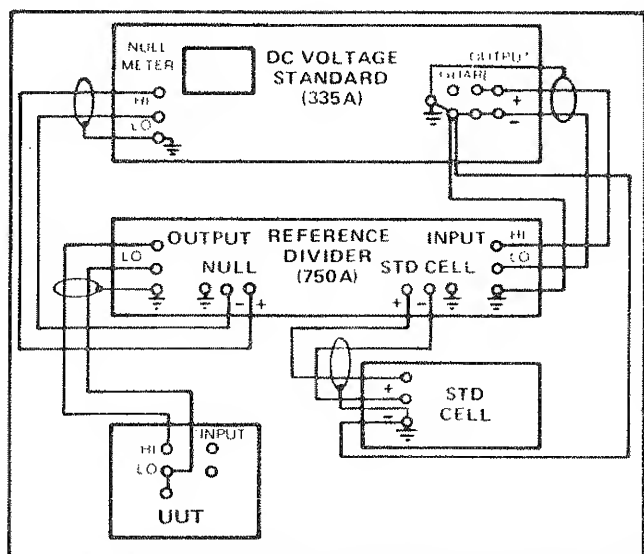 NULL
METER
HI
LO
DC VOLTAGE
STANDARD
(335A)
OUTPUT
+
-
OUTPUT
LO
NULL
- +
REFERENCE
DIVIDER
(750A)
INPUT
HI
LO
STD CELL
+ -
+
-
STD
CELL
INPUT
HI
LO
UUT